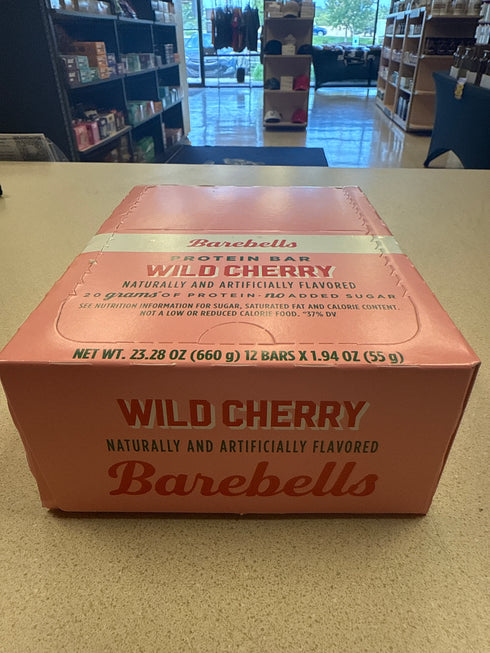 Barebells
PROTEIN BAR
WILD CHERRY
NATURALLY AND ARTIFICIALLY FLAVORED
20 grams OF PROTEIN · no ADDED SUGAR
SEE NUTRITION INFORMATION FOR SUGAR, SATURATED FAT AND CALORIE CONTENT.
NOT A LOW OR REDUCED CALORIE FOOD. *37% DV
NET WT. 23.28 OZ (660 g) 12 BARS X 1.94 OZ (55 g)
WILD CHERRY
NATURALLY AND ARTIFICIALLY FLAVORED
Barebells